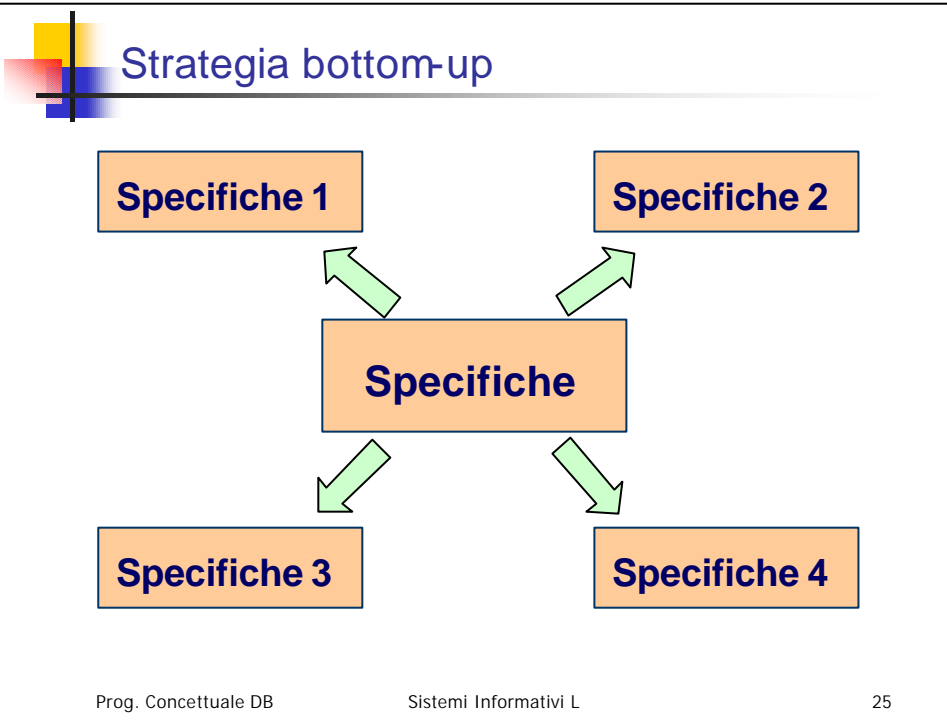 Strategia bottom-up
Specifiche 1
Specifiche 2
Specifiche
Specifiche 3
Specifiche 4
Prog. Concettuale DB
Sistemi Informativi L
25